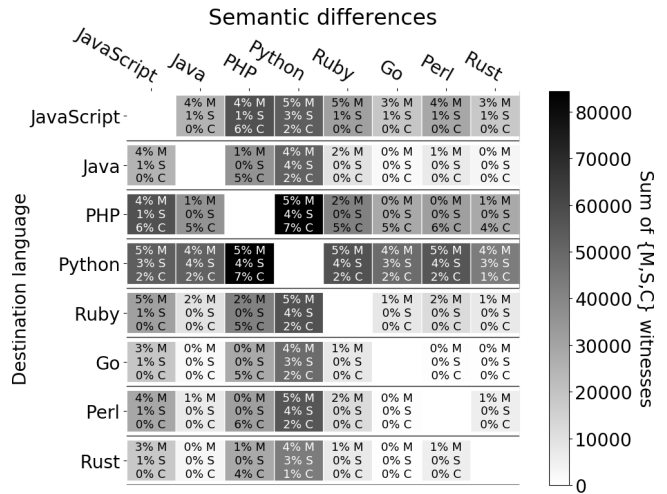 Semantic differences
JavaScript Java PHP Python Ruby Go Perl Rust
4% M 4% M 5% M 5% M 3% M 4% M 3% M
JavaScript 1% S 1% S 3% S 1% S 1% S 1% S 1% S
0% C 6% C 2% C 0% C 0% C 0% C 0% C
4% M 1% M 4% M 2% M 0% M 1% M 0% M
Java 1% S 0% S 4% S 0% S 0% S 0% S 0% S
0% C 5% C 2% C 0% C 0% C 0% C 0% C
4% M 1% M 5% M 2% M 0% M 0% M 1% M
PHP 1% S 0% S 4% S 0% S 0% S 0% S 0% S
6% C 5% C 7% C 5% C 5% C 6% C 4% C
5% M 4% M 5% M 5% M 4% M 5% M 4% M
Python 3% S 4% S 4% S 4% S 3% S 4% S 3% S
2% C 2% C 7% C 2% C 2% C 2% C 1% C
5% M 2% M 2% M 5% M 1% M 2% M 1% M
Ruby 1% S 0% S 0% S 4% S 0% S 0% S 0% S
0% C 0% C 5% C 2% C 0% C 0% C 0% C
3% M 0% M 0% M 4% M 1% M 0% M 0% M
Go 1% S 0% S 0% S 3% S 0% S 0% S 0% S
0% C 0% C 5% C 2% C 0% C 0% C 0% C
4% M 1% M 0% M 5% M 2% M 0% M 1% M
Perl 1% S 0% S 0% S 4% S 0% S 0% S 0% S
0% C 0% C 6% C 2% C 0% C 0% C 0% C
3% M 0% M 1% M 4% M 1% M 0% M 1% M
Rust 1% S 0% S 0% S 3% S 0% S 0% S 0% S
0% C 0% C 4% C 1% C 0% C 0% C 0% C
Destination language
80000
70000
60000
50000
40000
30000
20000
10000
0
Sum of {M,S,C} witnesses